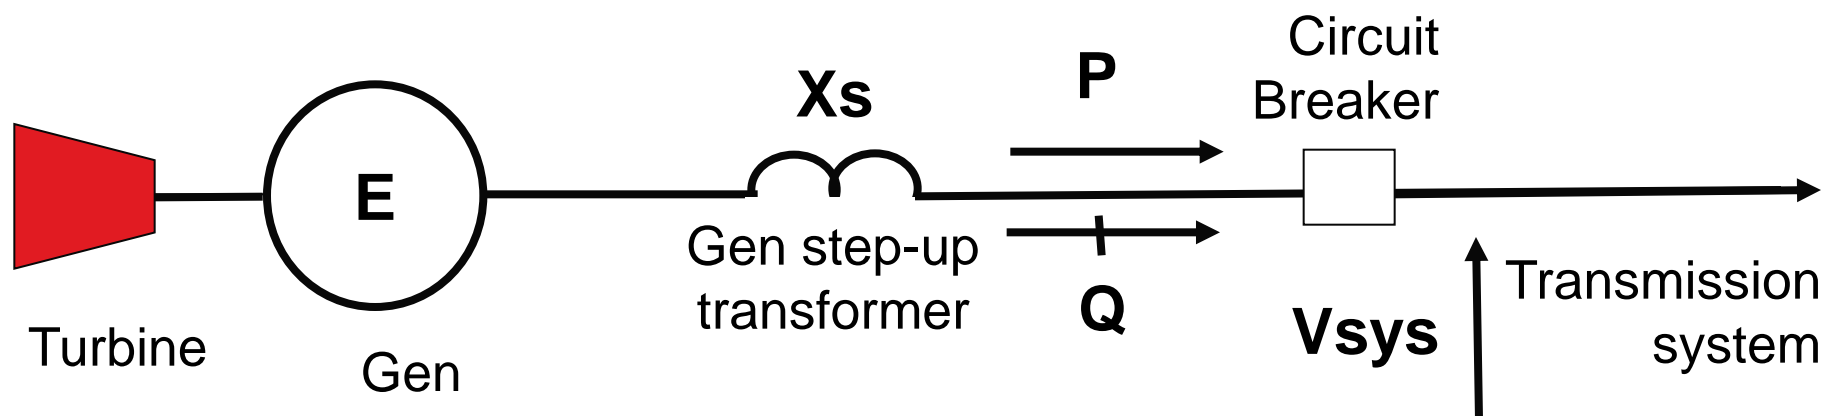 Turbine
E
Gen
Xs
Gen step-up
transformer
P
Q
Circuit
Breaker
Vsys
Transmission
system